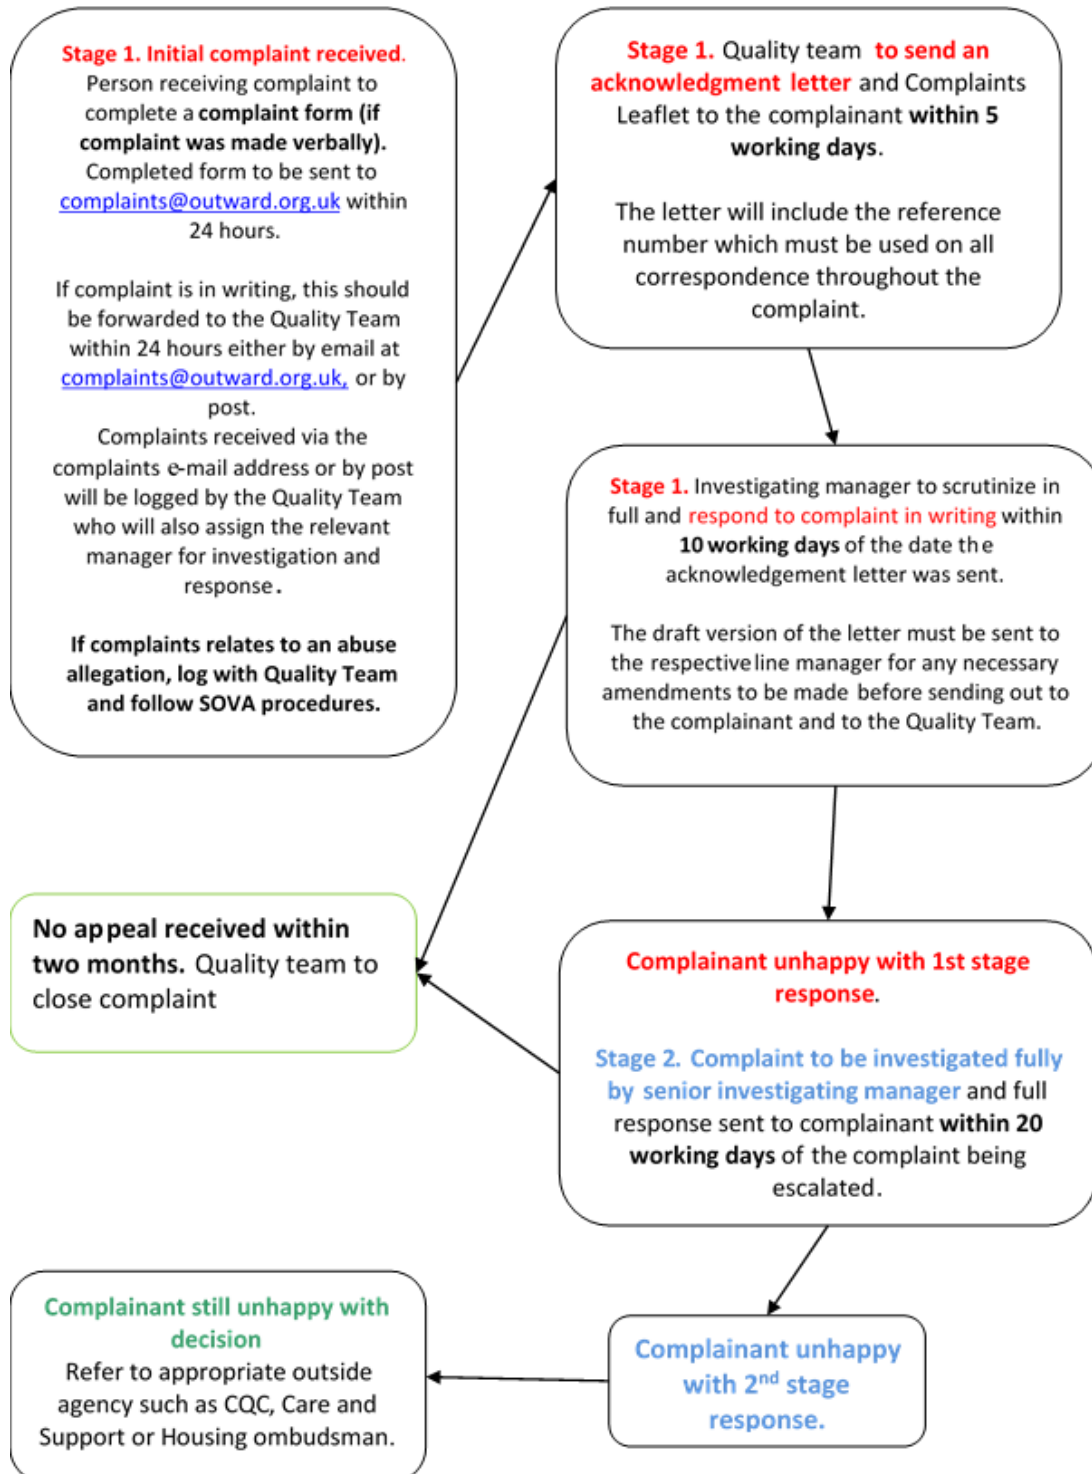 Stage 1. Initial complaint received.
Person receiving complaint to
complete a complaint form (if
complaint was made verbally).
Completed form to be sent to
complaints@outward.org.uk within
24 hours.
If complaint is in writing, this should
be forwarded to the Quality Team
within 24 hours either by email at
complaints@outward.org.uk, or by
post.
Complaints received via the
complaints e-mail address or by post
will be logged by the Quality Team
who will also assign the relevant
manager for investigation and
response.
If complaints relates to an abuse
allegation, log with Quality Team
and follow SOVA procedures.
Stage 1. Quality team to send an
acknowledgment letter and Complaints
Leaflet to the complainant within 5
working days.
The letter will include the reference
number which must be used on all
correspondence throughout the
complaint.
Stage 1. Investigating manager to scrutinize in
full and respond to complaint in writing within
10 working days of the date the
acknowledgement letter was sent.
The draft version of the letter must be sent to
the respective line manager for any necessary
amendments to be made before sending out to
the complainant and to the Quality Team.
No appeal received within
two months. Quality team to
close complaint
Complainant unhappy with 1st stage
response.
Stage 2. Complaint to be investigated fully
by senior investigating manager and full
response sent to complainant within 20
working days of the complaint being
escalated.
Complainant unhappy
with 2nd stage
response.
Complainant still unhappy with
decision
Refer to appropriate outside
agency such as CQC, Care and
Support or Housing ombudsman.